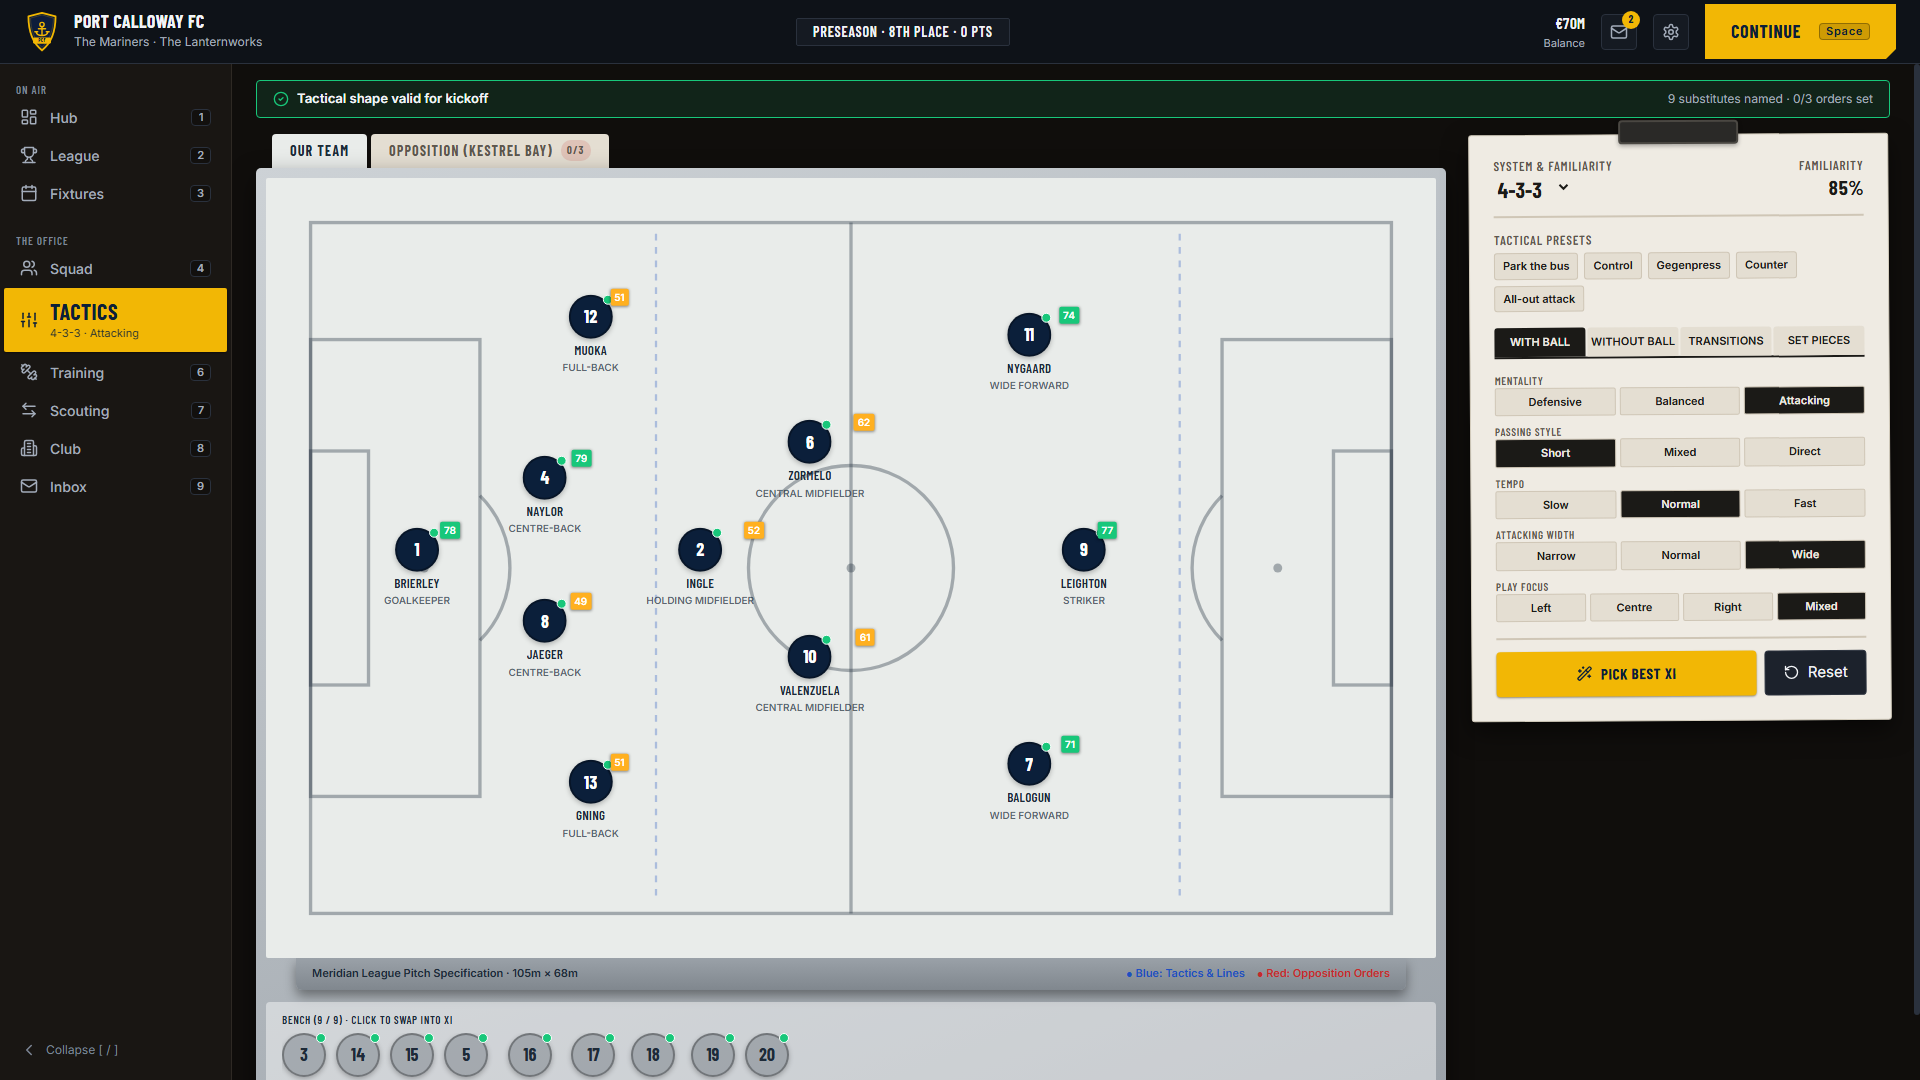 PORT CALLOWAY FC
The Mariners · The Lanternworks
PRESEASON · 8TH PLACE · 0 PTS
€70M
Balance
2
CONTINUE Space
ON AIR
Hub 1
League 2
Fixtures 3
THE OFFICE
Squad 4
TACTICS
4-3-3 · Attacking
Training 6
Scouting 7
Club 8
Inbox 9
Collapse [ / ]
Tactical shape valid for kickoff
9 substitutes named · 0/3 orders set
OUR TEAM
OPPOSITION (KESTREL BAY) 0/3
12 51
MUOKA
FULL-BACK
11 74
NYGAARD
WIDE FORWARD
6 62
ZORMELO
CENTRAL MIDFIELDER
4 79
NAYLOR
CENTRE-BACK
1 78
BRIERLEY
GOALKEEPER
2 52
INGLE
HOLDING MIDFIELDER
9 77
LEIGHTON
STRIKER
8 49
JAEGER
CENTRE-BACK
10 61
VALENZUELA
CENTRAL MIDFIELDER
13 51
GNING
FULL-BACK
7 71
BALOGUN
WIDE FORWARD
Meridian League Pitch Specification · 105m × 68m
● Blue: Tactics & Lines ● Red: Opposition Orders
BENCH (9 / 9) · CLICK TO SWAP INTO XI
3 14 15 5 16 17 18 19 20
SYSTEM & FAMILIARITY
4-3-3
FAMILIARITY
85%
TACTICAL PRESETS
Park the bus Control Gegenpress Counter
All-out attack
WITH BALL WITHOUT BALL TRANSITIONS SET PIECES
MENTALITY
Defensive Balanced Attacking
PASSING STYLE
Short Mixed Direct
TEMPO
Slow Normal Fast
ATTACKING WIDTH
Narrow Normal Wide
PLAY FOCUS
Left Centre Right Mixed
PICK BEST XI
Reset